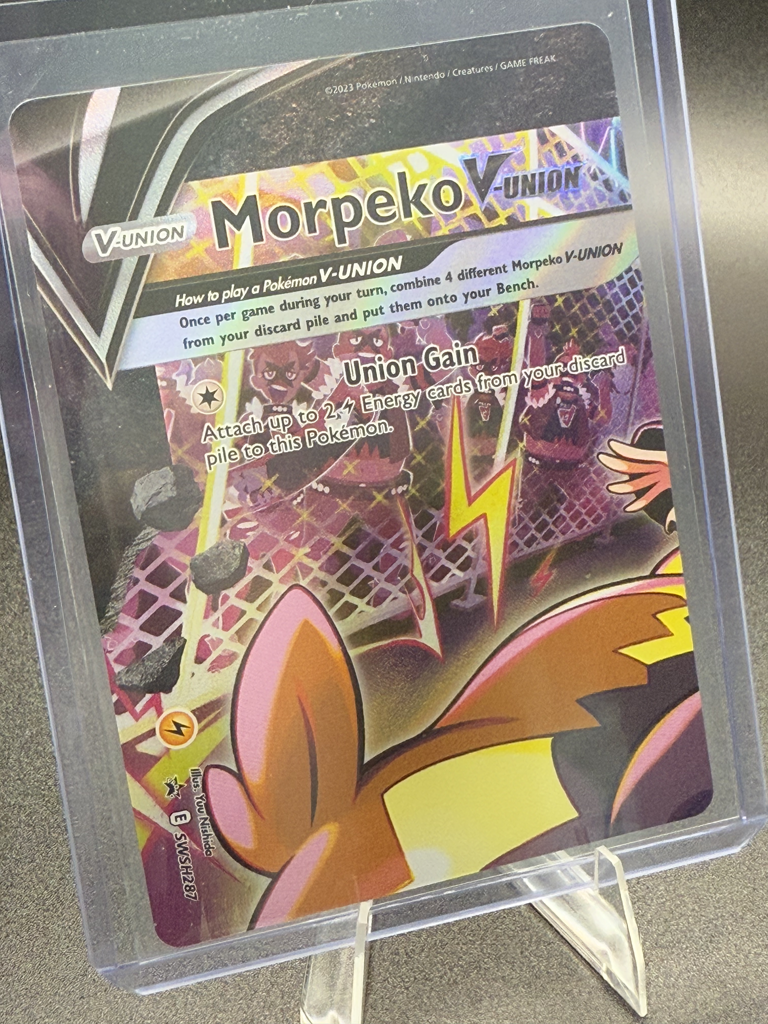 ©2023 Pokémon / Nintendo / Creatures / GAME FREAK
V-UNION Morpeko V-UNION
How to play a Pokémon V-UNION
Once per game during your turn, combine 4 different Morpeko V-UNION
from your discard pile and put them onto your Bench.
Union Gain
Attach up to 2 Energy cards from your discard
pile to this Pokémon.
Illus. You Nishida
E SWSH287